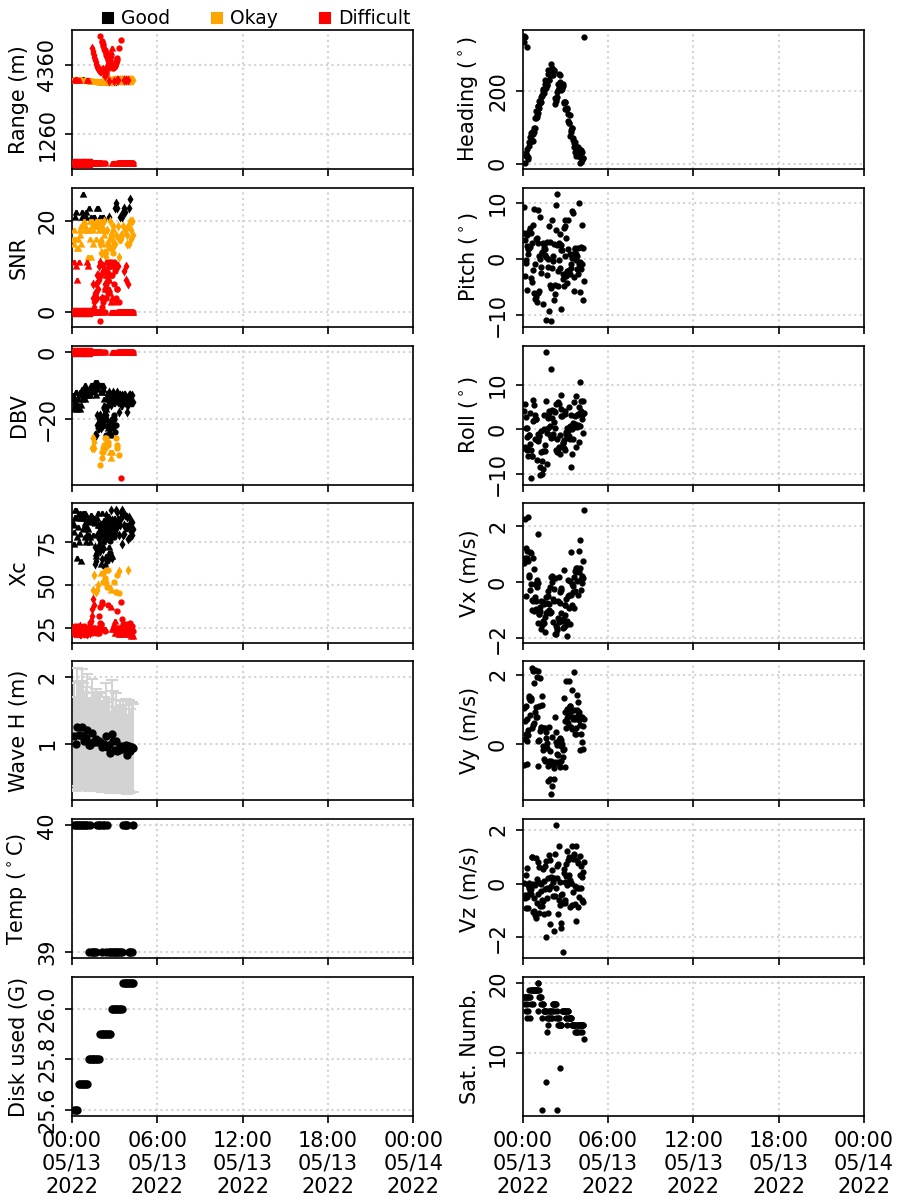 Good Okay Difficult
Range (m)
4360
1260
Heading (°)
200
0
SNR
20
0
Pitch (°)
10
0
−10
DBV
0
−20
Roll (°)
10
0
−10
Xc
75
50
25
Vx (m/s)
2
0
−2
Wave H (m)
2
1
Vy (m/s)
2
0
Temp (°C)
40
39
Vz (m/s)
2
0
−2
Disk used (G)
26.0
25.8
25.6
Sat. Numb.
20
10
00:00 06:00 12:00 18:00 00:00 00:00 06:00 12:00 18:00 00:00
05/13 05/13 05/13 05/13 05/14 05/13 05/13 05/13 05/13 05/14
2022 2022 2022 2022 2022 2022 2022 2022 2022 2022